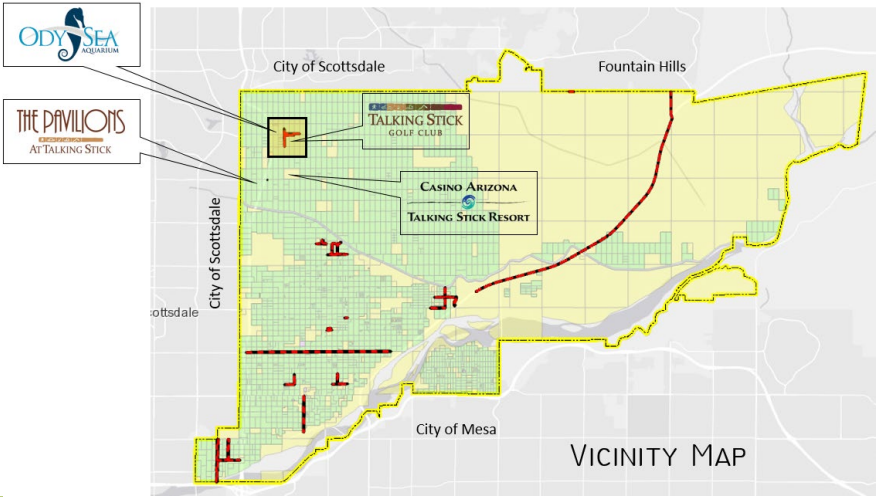 ODYSEA
AQUARIUM
City of Scottsdale
Fountain Hills
THE PAVILIONS
AT TALKING STICK
TALKING STICK
GOLF CLUB
CASINO ARIZONA
TALKING STICK RESORT
City of Scottsdale
ottsdale
City of Mesa
VICINITY MAP